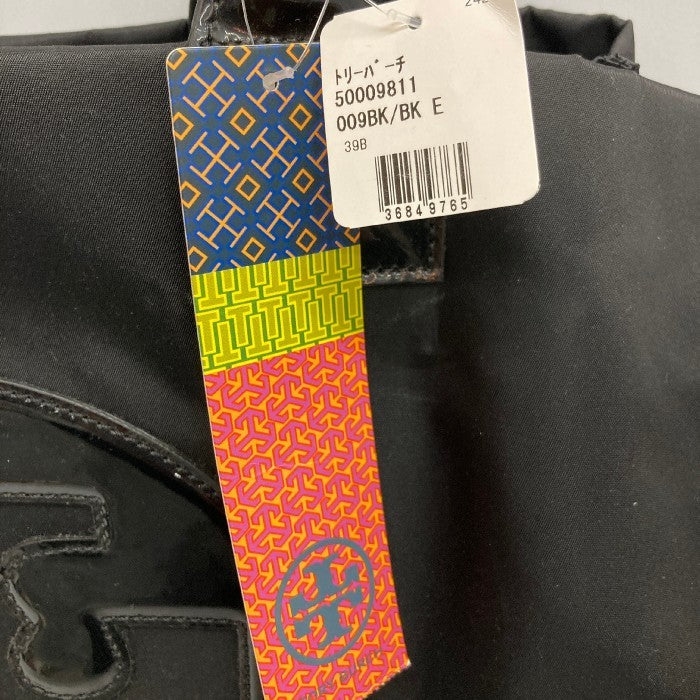 ﾄﾘｰﾊﾞｰﾁ
50009811
009BK/BK E
39B
36849765